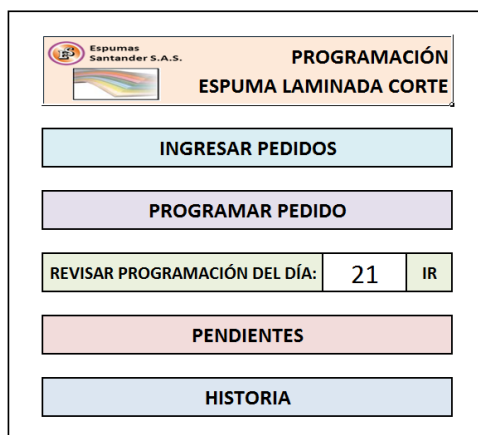 Espumas
Santander S.A.S.
PROGRAMACIÓN
ESPUMA LAMINADA CORTE
INGRESAR PEDIDOS
PROGRAMAR PEDIDO
REVISAR PROGRAMACIÓN DEL DÍA: 21 IR
PENDIENTES
HISTORIA